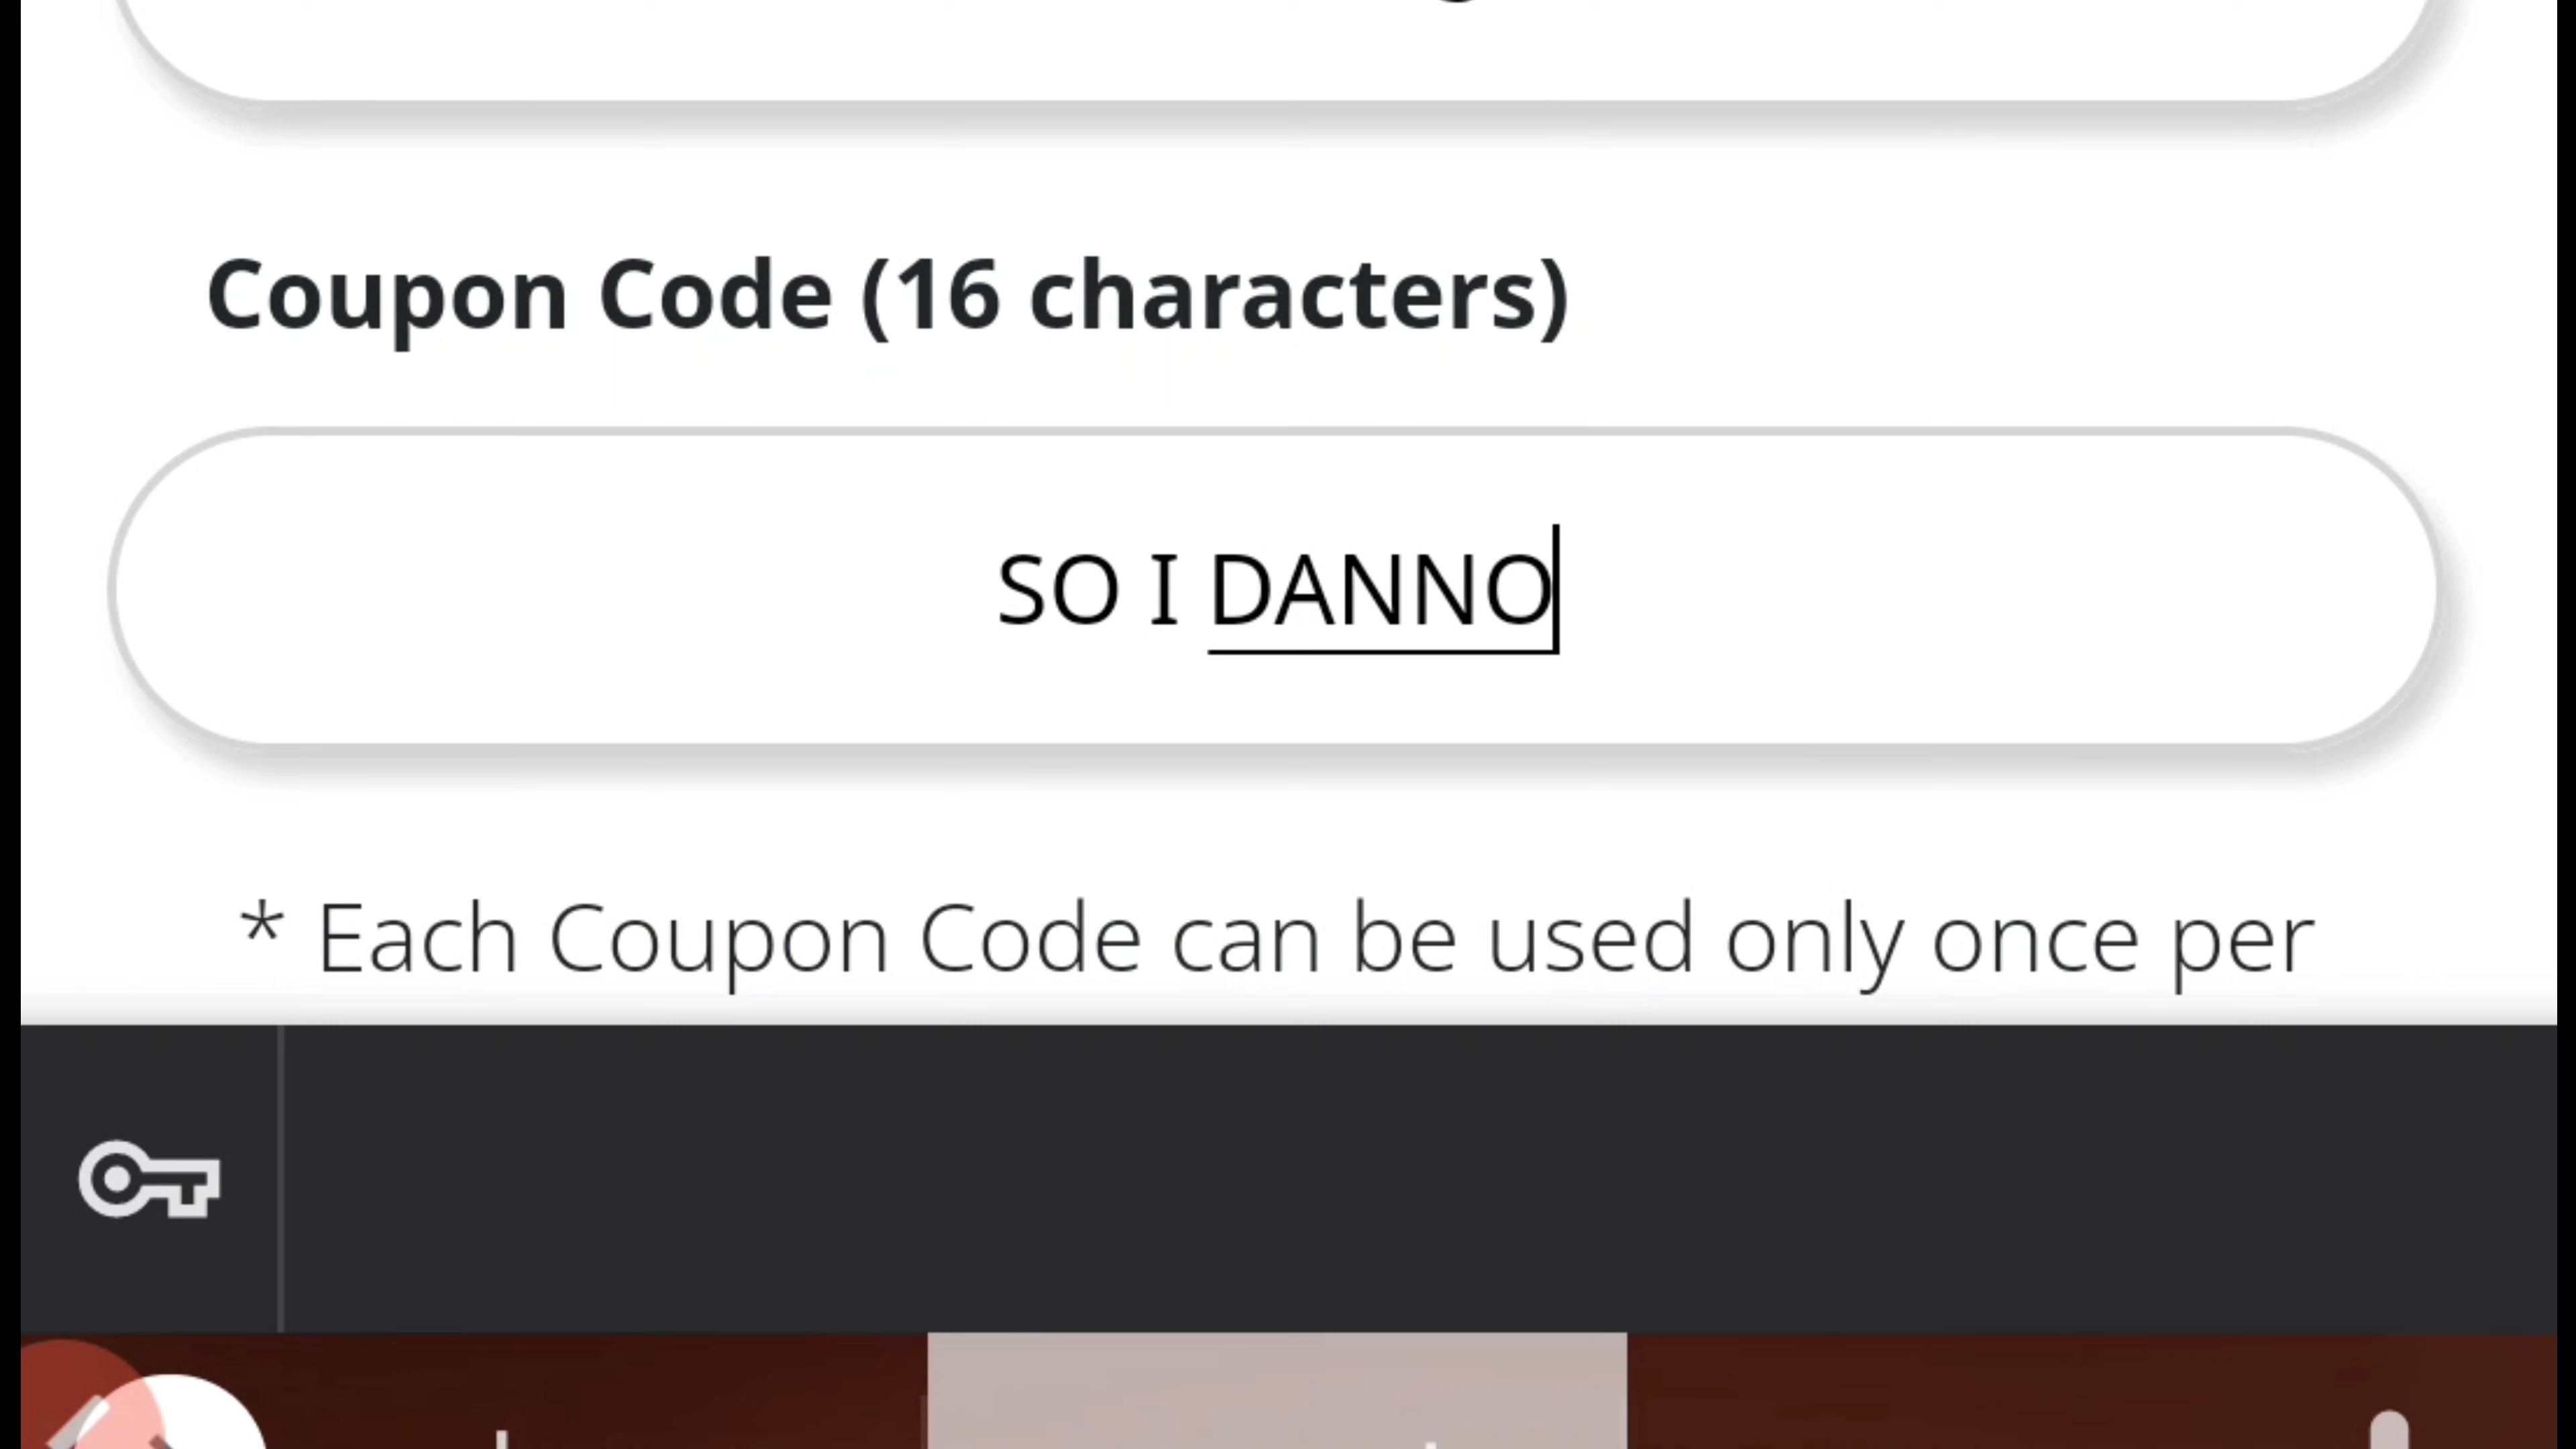 Coupon Code (16 characters)
SO I DANNO
* Each Coupon Code can be used only once per